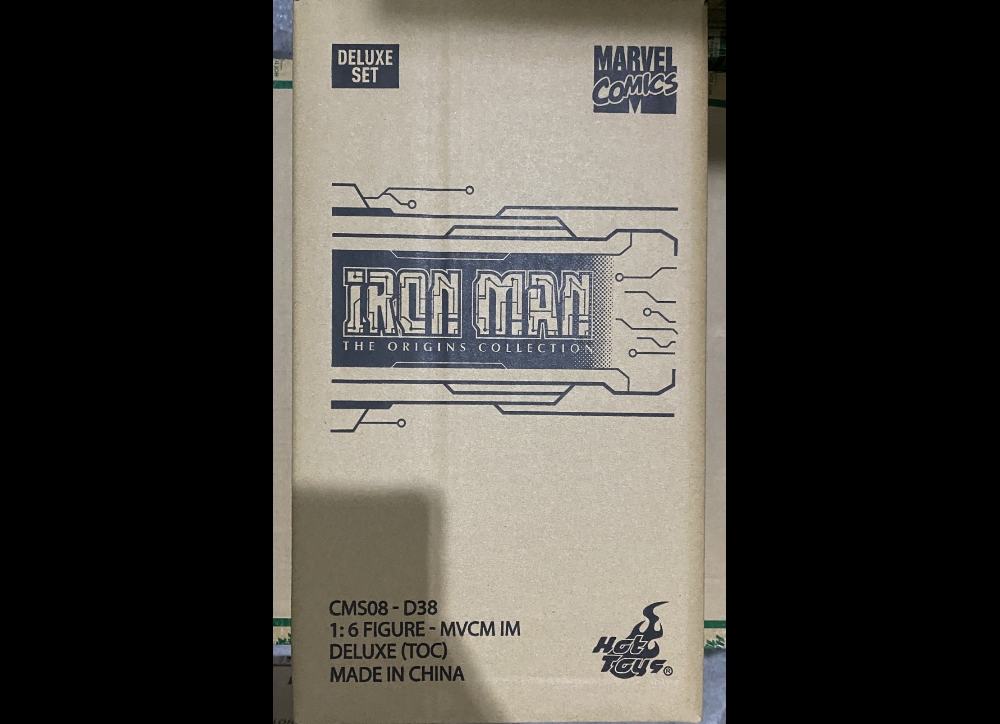 DELUXE
SET
MARVEL
COMICS
IRON MAN
THE ORIGINS COLLECTION
CMS08 - D38
1:6 FIGURE - MVCM IM
DELUXE (TOC)
MADE IN CHINA
Hot
Toys®